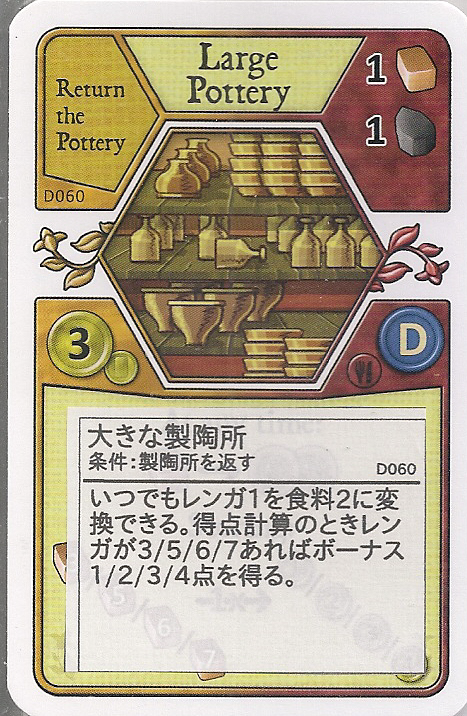 Large
Pottery
Return
the
Pottery
D060
1
1
3
D
大きな製陶所
条件:製陶所を返す
D060
いつでもレンガ1を食料2に変
換できる。得点計算のときレン
ガが3/5/6/7あればボーナス
1/2/3/4点を得る。
5
6
7